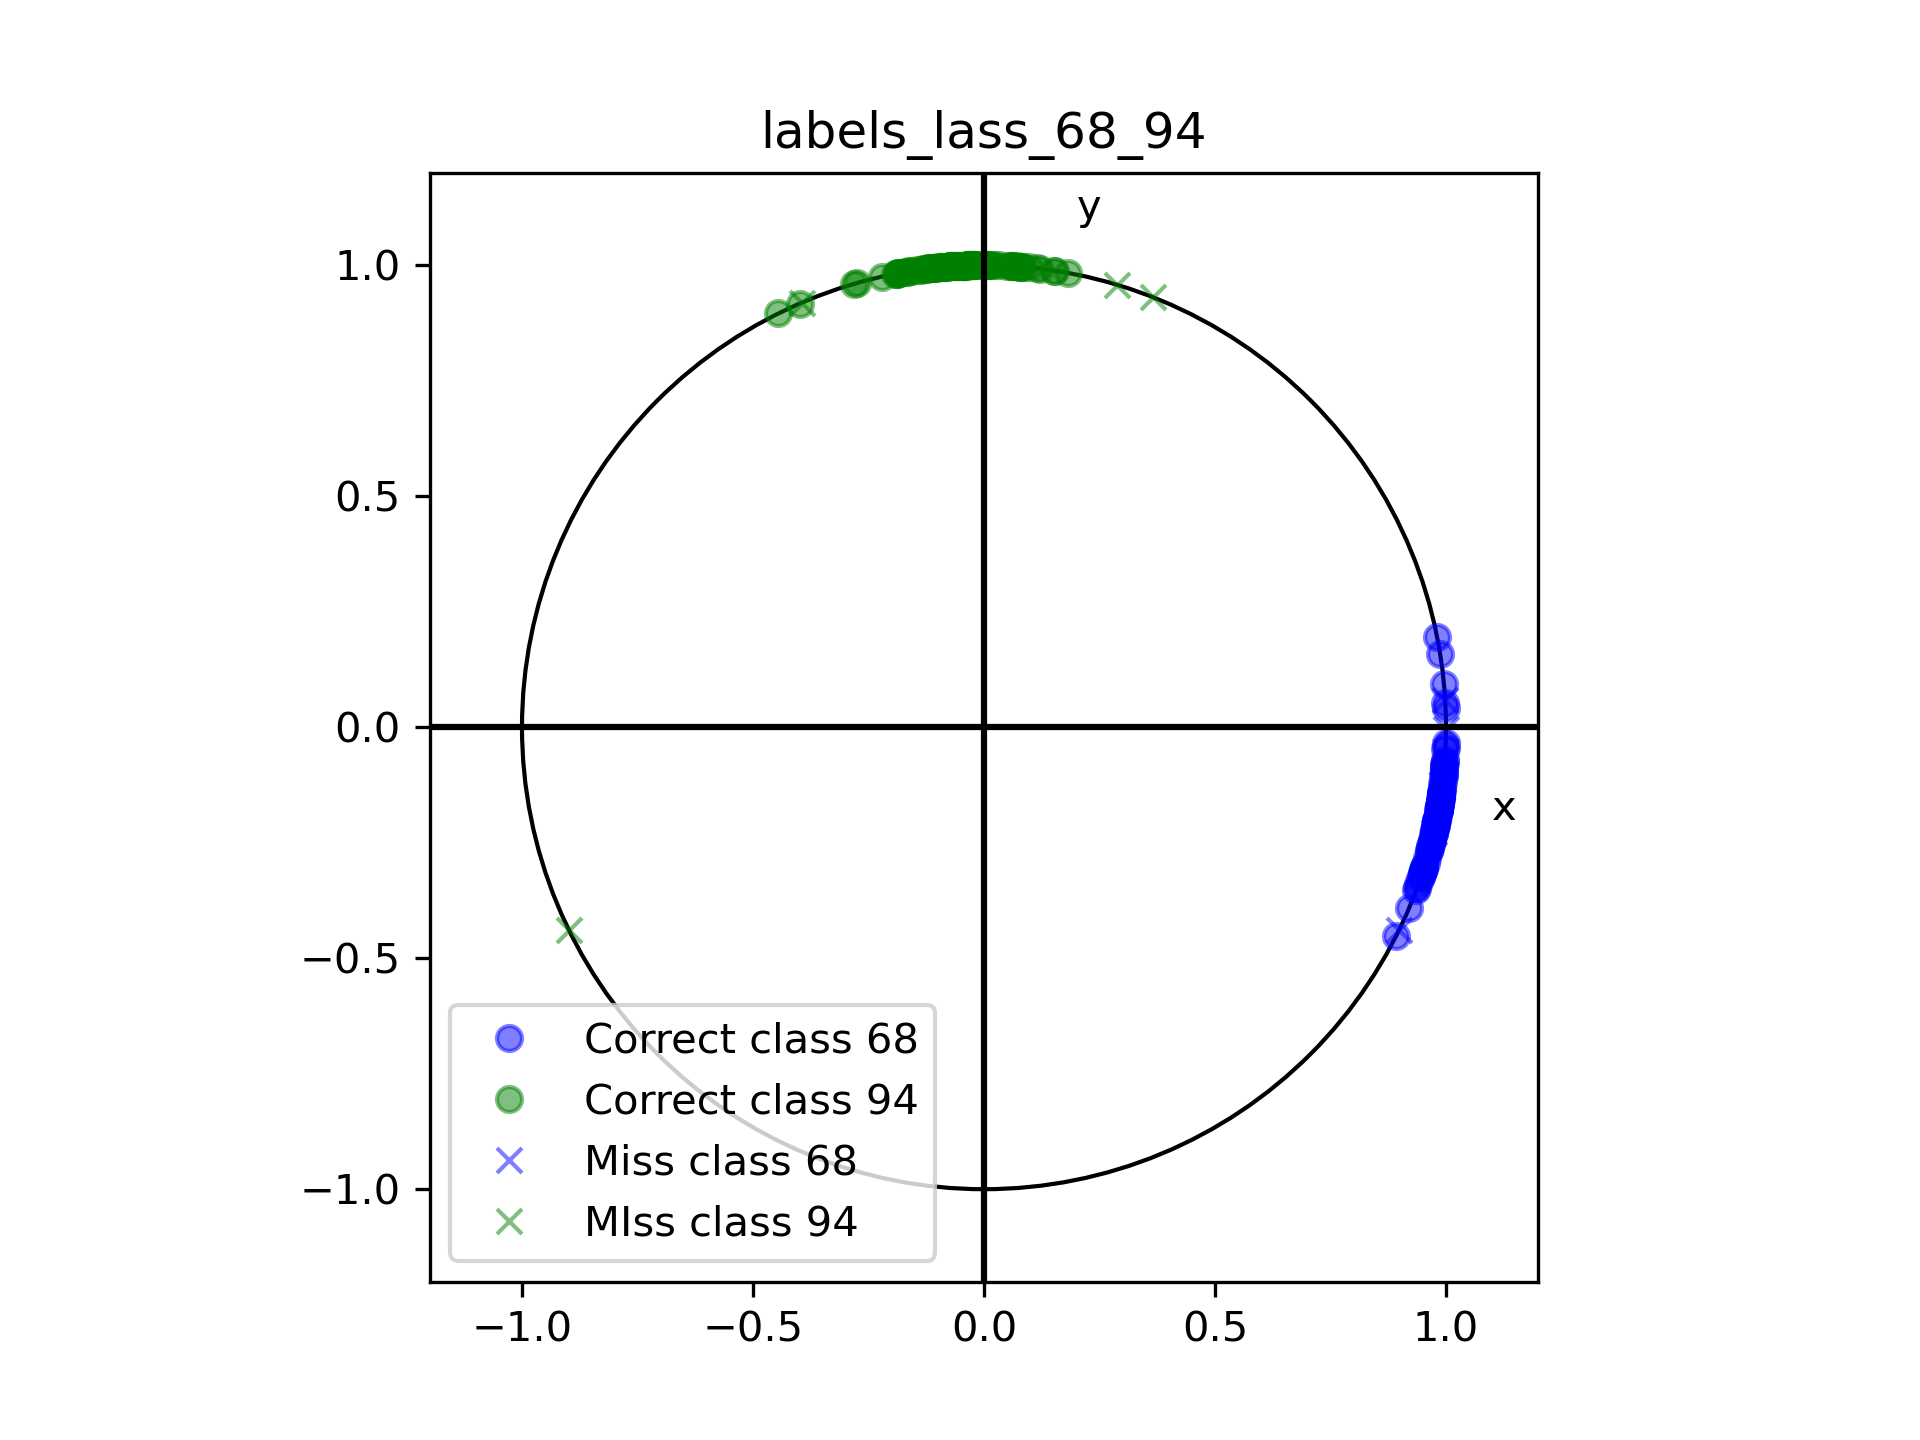 labels_lass_68_94
y
1.0
0.5
0.0
−0.5
−1.0
x
Correct class 68
Correct class 94
Miss class 68
MIss class 94
−1.0 −0.5 0.0 0.5 1.0